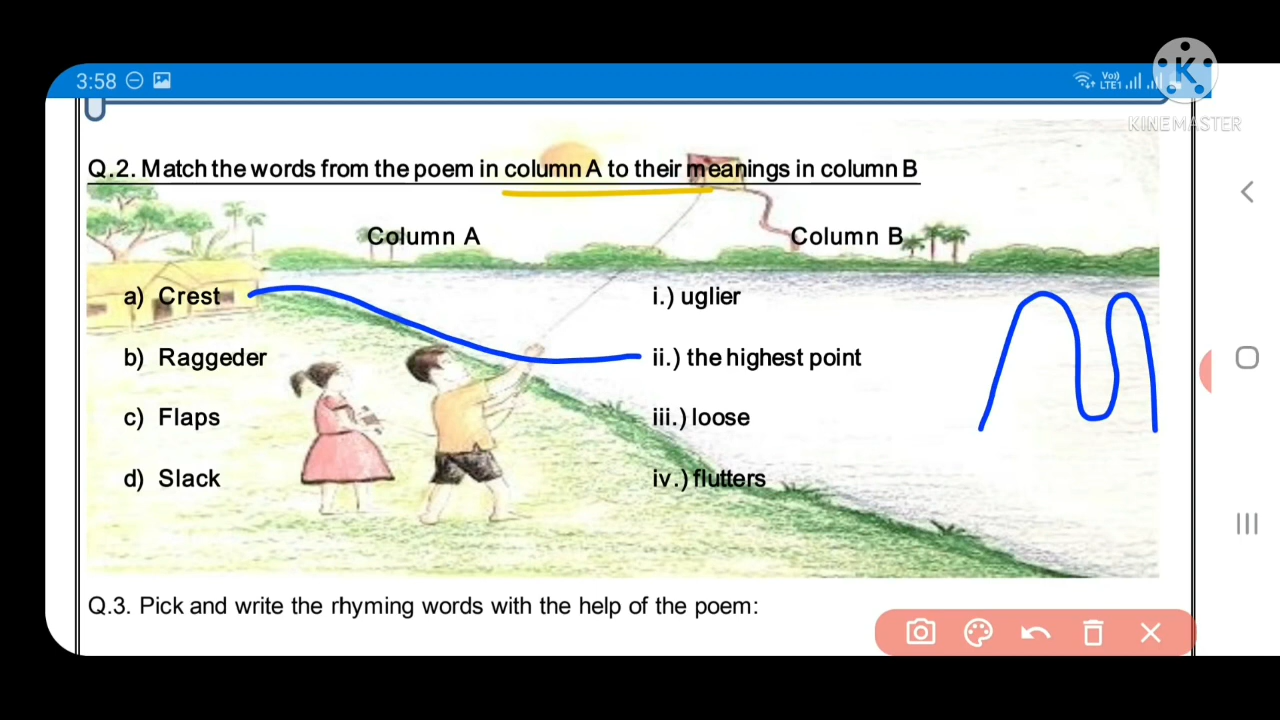 3:58
Vo))
LTE1
K
KINEMASTER
Q.2. Match the words from the poem in column A to their meanings in column B
Column A Column B
a) Crest i.) uglier
b) Raggeder ii.) the highest point
c) Flaps iii.) loose
d) Slack iv.) flutters
Q.3. Pick and write the rhyming words with the help of the poem: